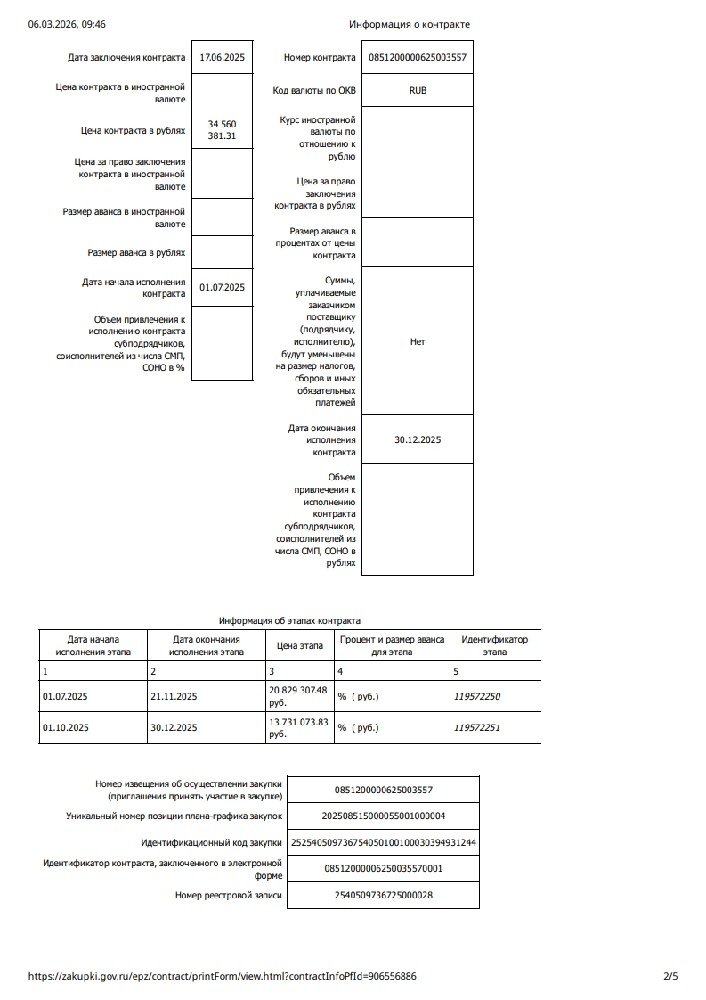 06.03.2026, 09:46
Информация о контракте
Дата заключения контракта
17.06.2025
Цена контракта в иностранной
валюте
Цена контракта в рублях
34 560
381.31
Цена за право заключения
контракта в иностранной
валюте
Размер аванса в иностранной
валюте
Размер аванса в рублях
Дата начала исполнения
контракта
01.07.2025
Объем привлечения к
исполнению контракта
субподрядчиков,
соисполнителей из числа СМП,
СОНО в %
Номер контракта
0851200000625003557
Код валюты по ОКВ
RUB
Курс иностранной
валюты по
отношению к
рублю
Цена за право
заключения
контракта в рублях
Размер аванса в
процентах от цены
контракта
Суммы,
уплачиваемые
заказчиком
поставщику
(подрядчику,
исполнителю),
будут уменьшены
на размер налогов,
сборов и иных
обязательных
платежей
Нет
Дата окончания
исполнения
контракта
30.12.2025
Объем
привлечения к
исполнению
контракта
субподрядчиков,
соисполнителей из
числа СМП, СОНО в
рублях
Информация об этапах контракта
Дата начала
исполнения этапа
Дата окончания
исполнения этапа
Цена этапа
Процент и размер аванса
для этапа
Идентификатор
этапа
1
2
3
4
5
01.07.2025
21.11.2025
20 829 307.48
руб.
% ( руб.)
119572250
01.10.2025
30.12.2025
13 731 073.83
руб.
% ( руб.)
119572251
Номер извещения об осуществлении закупки
(приглашения принять участие в закупке)
0851200000625003557
Уникальный номер позиции плана-графика закупок
202508515000055001000004
Идентификационный код закупки
252540509736754050100100030394931244
Идентификатор контракта, заключенного в электронной
форме
08512000006250035570001
Номер реестровой записи
2540509736725000028
https://zakupki.gov.ru/epz/contract/printForm/view.html?contractInfoPfId=906556886
2/5